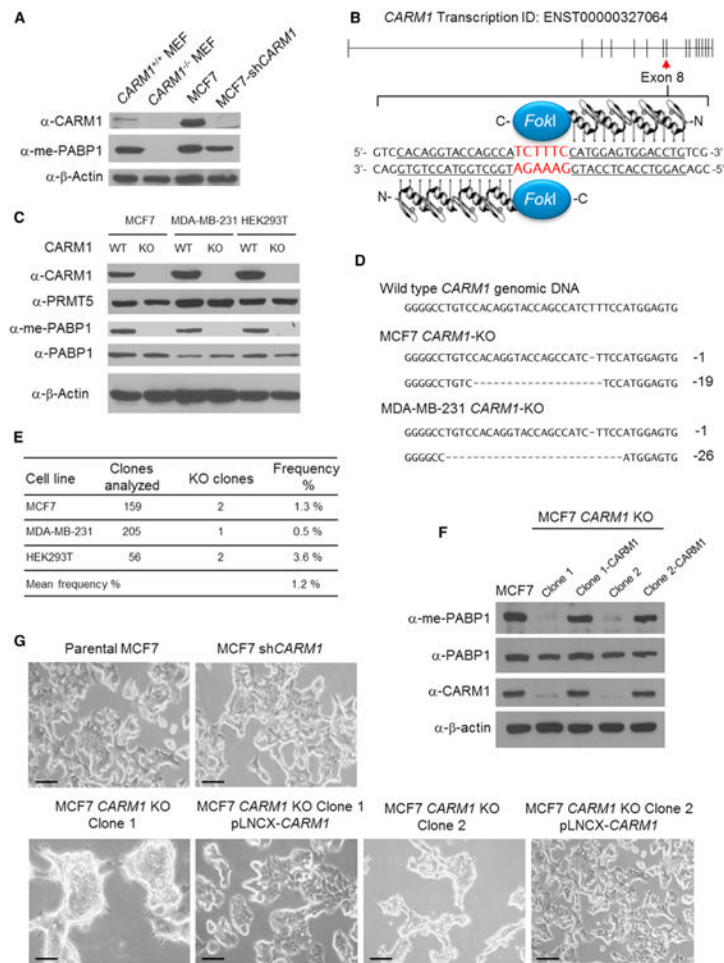 A
CARM1+/+ MEF
CARM1-/- MEF
MCF7
MCF7-shCARM1
α-CARM1
α-me-PABP1
α-β-Actin
B
CARM1 Transcription ID: ENST00000327064
Exon 8
C-
FokI
-N
5'- GTCCACAGGTACCAGCCATCTTTCCATGGAGTGGACCTGTCG -3'
3'- CAGGTGTCCATGGTCGGTAGAAAGGTACCTCACCTGGACAGC -5'
N-
FokI
-C
C
MCF7 MDA-MB-231 HEK293T
CARM1 WT KO WT KO WT KO
α-CARM1
α-PRMT5
α-me-PABP1
α-PABP1
α-β-Actin
D
Wild type CARM1 genomic DNA
GGGGCCTGTCCACAGGTACCAGCCATCTTTCCATGGAGTG
MCF7 CARM1-KO
GGGGCCTGTCCACAGGTACCAGCCATC-TTCCATGGAGTG -1
GGGGCCTGTC-------------------TCCATGGAGTG -19
MDA-MB-231 CARM1-KO
GGGGCCTGTCCACAGGTACCAGCCATC-TTCCATGGAGTG -1
GGGGCC--------------------------ATGGAGTG -26
E
Cell line Clones analyzed KO clones Frequency %
MCF7 159 2 1.3 %
MDA-MB-231 205 1 0.5 %
HEK293T 56 2 3.6 %
Mean frequency % 1.2 %
F
MCF7 CARM1 KO
MCF7
Clone 1
Clone 1-CARM1
Clone 2
Clone 2-CARM1
α-me-PABP1
α-PABP1
α-CARM1
α-β-actin
G
Parental MCF7
MCF7 shCARM1
MCF7 CARM1 KO
Clone 1
MCF7 CARM1 KO Clone 1
pLNCX-CARM1
MCF7 CARM1 KO
Clone 2
MCF7 CARM1 KO Clone 2
pLNCX-CARM1